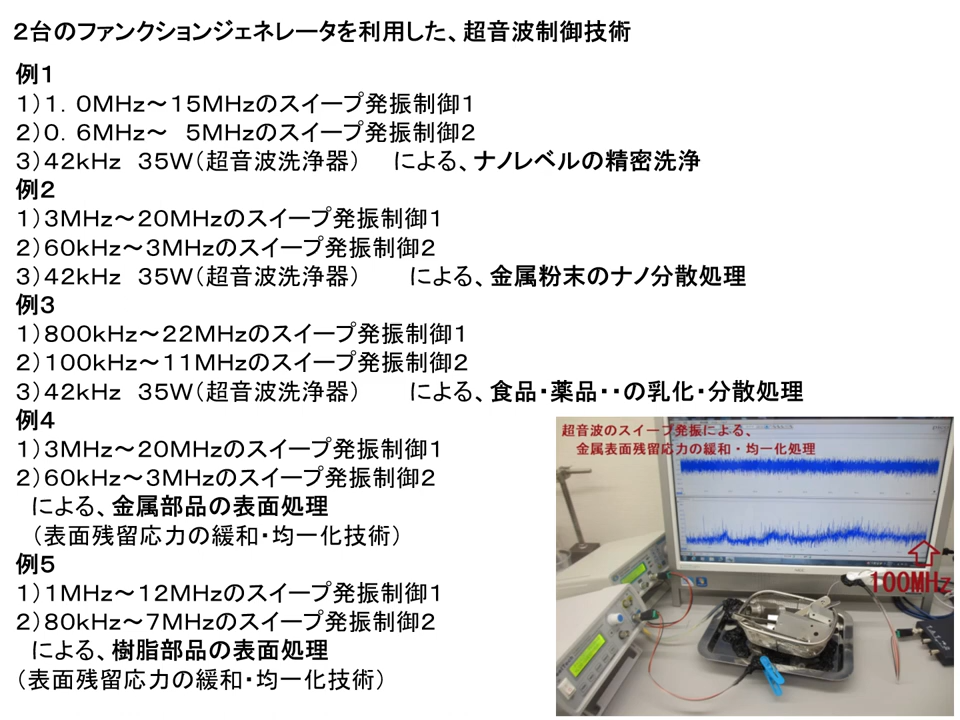 ２台のファンクションジェネレータを利用した、超音波制御技術
例１
１）１．０ＭＨｚ～１５ＭＨｚのスイープ発振制御１
２）０．６ＭＨｚ～　５ＭＨｚのスイープ発振制御２
３）４２ｋＨｚ　３５Ｗ（超音波洗浄器）　による、ナノレベルの精密洗浄
例２
１）３ＭＨｚ～２０ＭＨｚのスイープ発振制御１
２）６０ｋＨｚ～３ＭＨｚのスイープ発振制御２
３）４２ｋＨｚ　３５Ｗ（超音波洗浄器）　　による、金属粉末のナノ分散処理
例３
１）８００ｋＨｚ～２２ＭＨｚのスイープ発振制御１
２）１００ｋＨｚ～１１ＭＨｚのスイープ発振制御２
３）４２ｋＨｚ　３５Ｗ（超音波洗浄器）　　による、食品・薬品・・の乳化・分散処理
例４
１）３ＭＨｚ～２０ＭＨｚのスイープ発振制御１
２）６０ｋＨｚ～３ＭＨｚのスイープ発振制御２
による、金属部品の表面処理
（表面残留応力の緩和・均一化技術）
例５
１）１ＭＨｚ～１２ＭＨｚのスイープ発振制御１
２）８０ｋＨｚ～７ＭＨｚのスイープ発振制御２
による、樹脂部品の表面処理
（表面残留応力の緩和・均一化技術）
超音波のスイープ発振による、
金属表面残留応力の緩和・均一化処理
100MHz